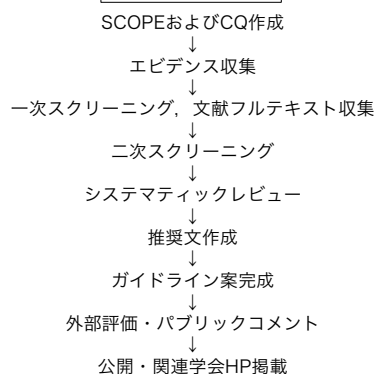 SCOPEおよびCQ作成
↓
エビデンス収集
↓
一次スクリーニング，文献フルテキスト収集
↓
二次スクリーニング
↓
システマティックレビュー
↓
推奨文作成
↓
ガイドライン案完成
↓
外部評価・パブリックコメント
↓
公開・関連学会HP掲載